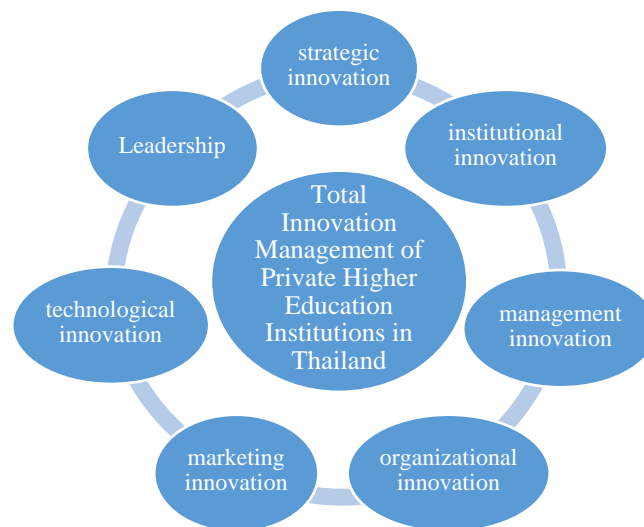 strategic
innovation
institutional
innovation
management
innovation
organizational
innovation
marketing
innovation
technological
innovation
Leadership
Total
Innovation
Management of
Private Higher
Education
Institutions in
Thailand